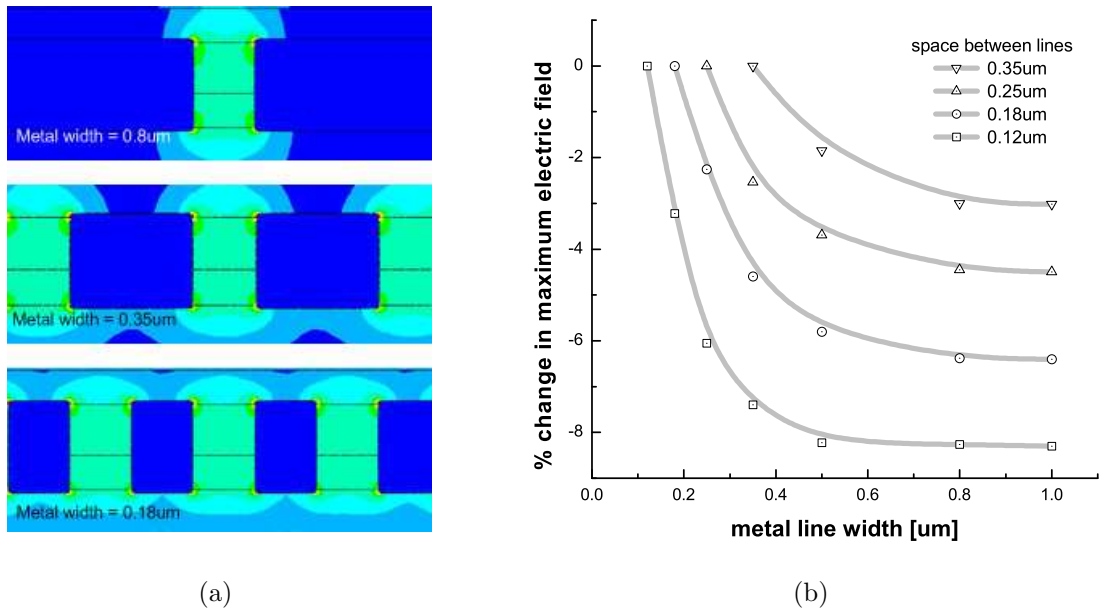 Metal width = 0.8um
Metal width = 0.35um
Metal width = 0.18um
(a)
% change in maximum electric field
0
-2
-4
-6
-8
0.0 0.2 0.4 0.6 0.8 1.0
metal line width [um]
space between lines
0.35um
0.25um
0.18um
0.12um
(b)